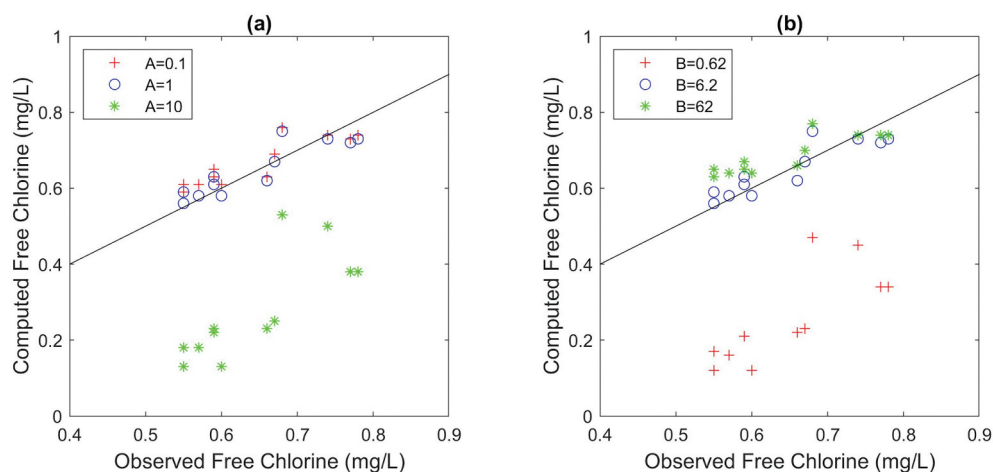 (a)
A=0.1
A=1
A=10
Computed Free Chlorine (mg/L)
1
0.8
0.6
0.4
0.2
0
0.4 0.5 0.6 0.7 0.8 0.9
Observed Free Chlorine (mg/L)
(b)
B=0.62
B=6.2
B=62
Computed Free Chlorine (mg/L)
1
0.8
0.6
0.4
0.2
0
0.4 0.5 0.6 0.7 0.8 0.9
Observed Free Chlorine (mg/L)